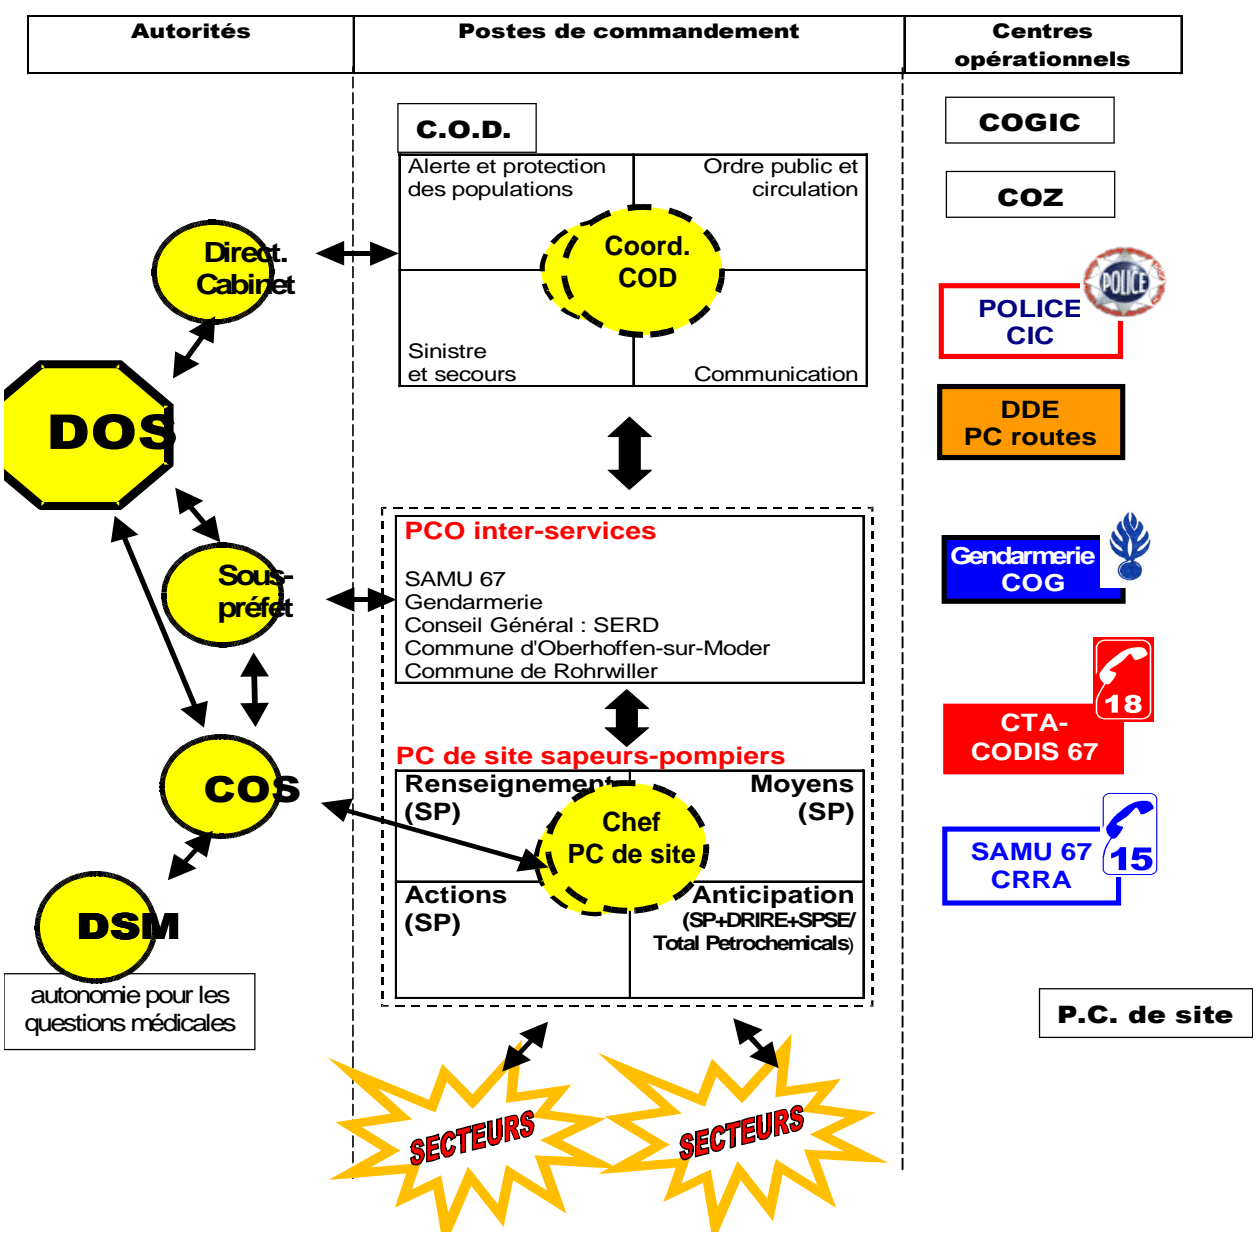 Autorités
Postes de commandement
Centres
opérationnels
C.O.D.
Alerte et protection
des populations
Ordre public et
circulation
Coord.
COD
Sinistre
et secours
Communication
Direct.
Cabinet
DOS
Sous-
préfet
COS
DSM
autonomie pour les
questions médicales
PCO inter-services
SAMU 67
Gendarmerie
Conseil Général : SERD
Commune d'Oberhoffen-sur-Moder
Commune de Rohrwiller
PC de site sapeurs-pompiers
Renseignement
(SP)
Moyens
(SP)
Chef
PC de site
Actions
(SP)
Anticipation
(SP+DRIRE+SPSE/
Total Petrochemicals)
SECTEURS
SECTEURS
COGIC
COZ
POLICE
POLICE
CIC
DDE
PC routes
Gendarmerie
COG
18
CTA-
CODIS 67
15
SAMU 67
CRRA
P.C. de site